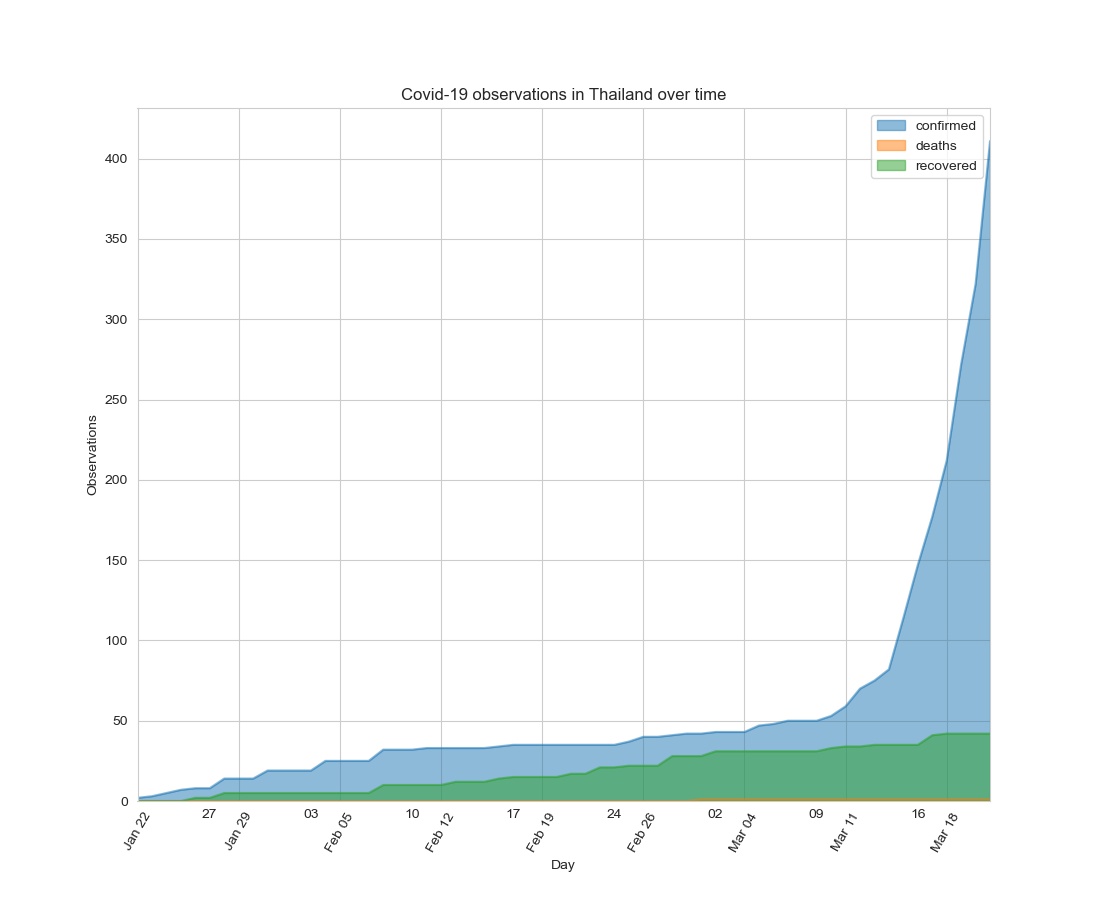 Covid-19 observations in Thailand over time
confirmed
deaths
recovered
400
350
300
250
200
150
100
50
0
Observations
27
03
10
17
24
02
09
16
Jan 22
Jan 29
Feb 05
Feb 12
Feb 19
Feb 26
Mar 04
Mar 11
Mar 18
Day